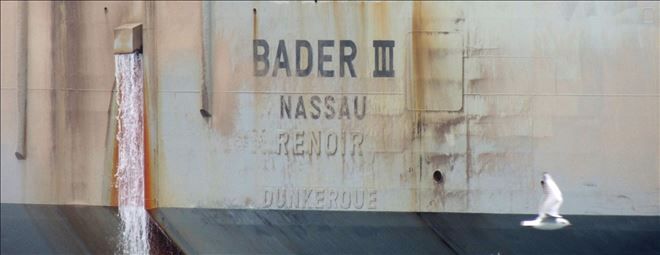 BADER III
NASSAU
RENOIR
DUNKERQUE